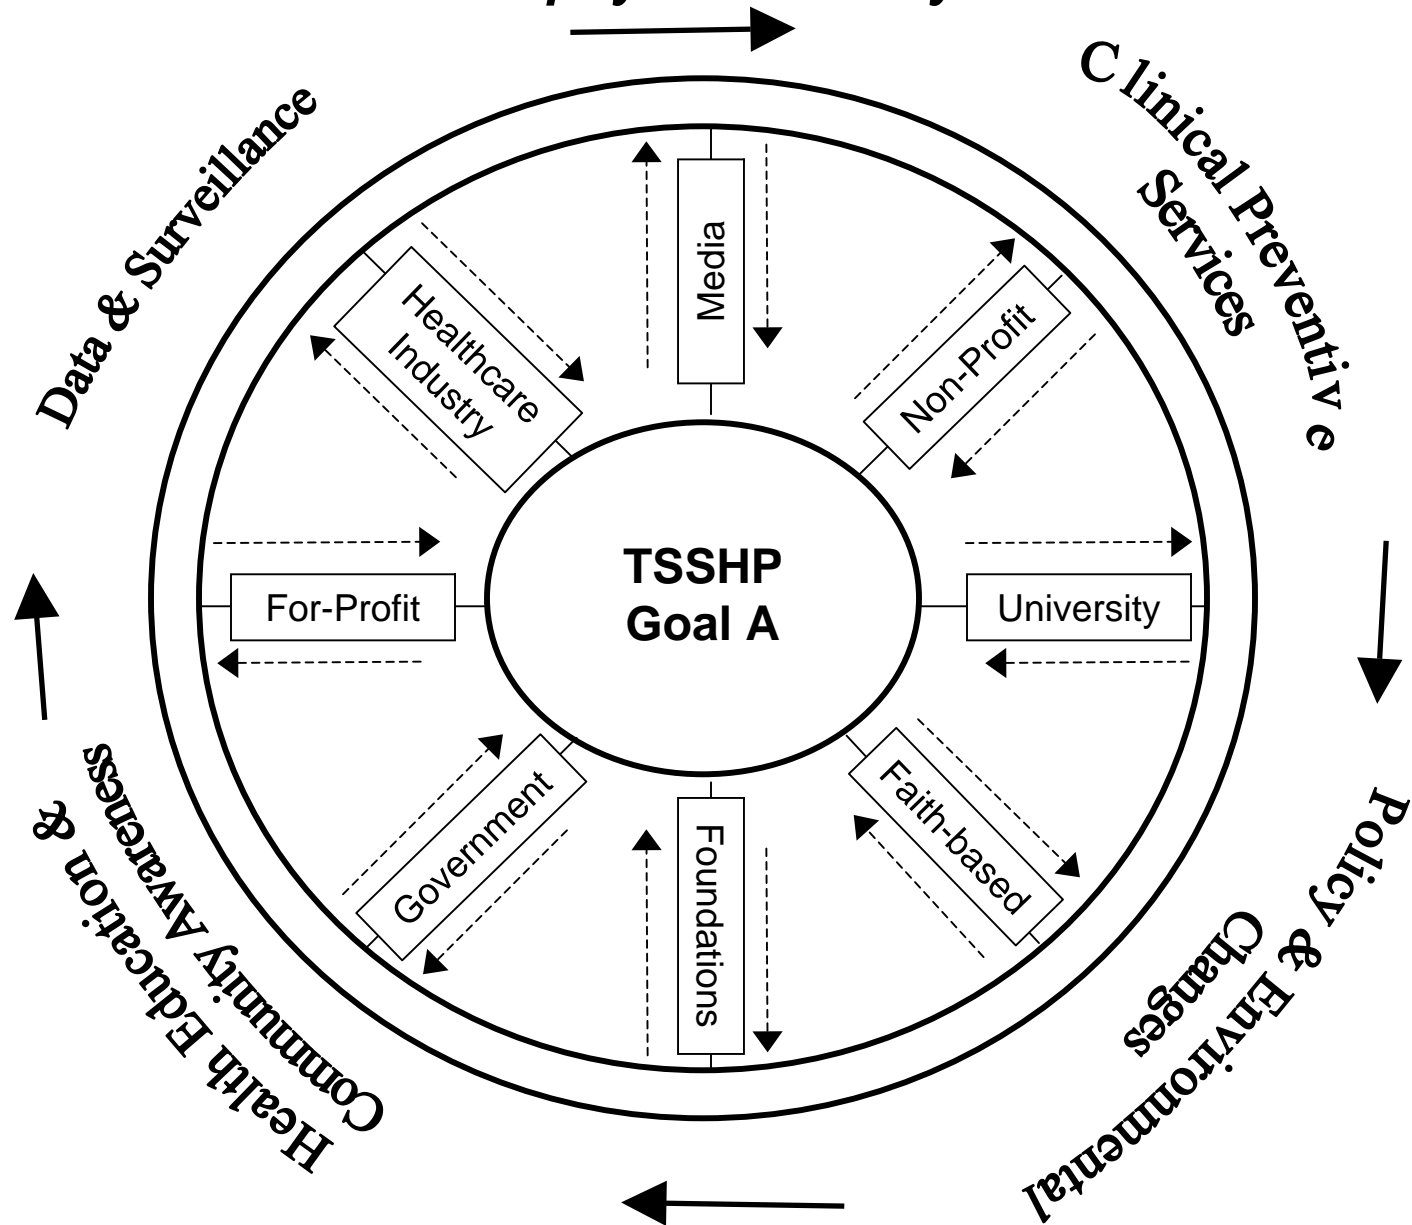 Data & Surveillance
Clinical Preventive
Services
Media
Healthcare
Industry
Non-Profit
TSSHP
Goal A
For-Profit
University
Government
Foundations
Faith-based
Health Education &
Community Awareness
Policy & Environmental
Changes